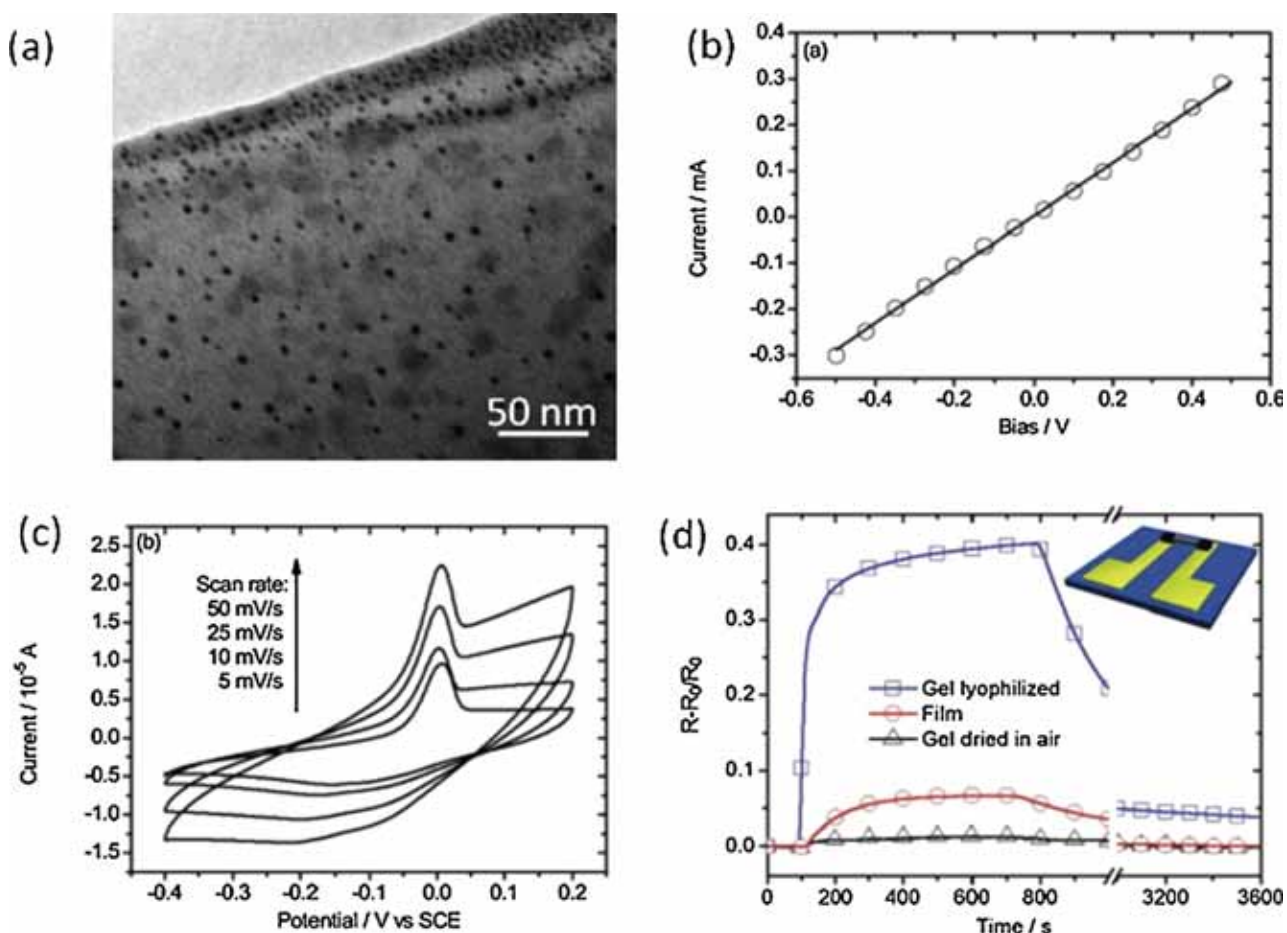 (a)
50 nm
(b)
(a)
0.4
0.3
0.2
0.1
0.0
-0.1
-0.2
-0.3
Current / mA
-0.6 -0.4 -0.2 0.0 0.2 0.4 0.6
Bias / V
(c)
(b)
2.5
2.0
1.5
1.0
0.5
0.0
-0.5
-1.0
-1.5
Current / 10⁻⁵ A
Scan rate:
50 mV/s
25 mV/s
10 mV/s
5 mV/s
-0.4 -0.3 -0.2 -0.1 0.0 0.1 0.2
Potential / V vs SCE
(d)
0.4
0.3
0.2
0.1
0.0
R-R₀/R₀
Gel lyophilized
Film
Gel dried in air
0 200 400 600 800 3200 3600
Time / s